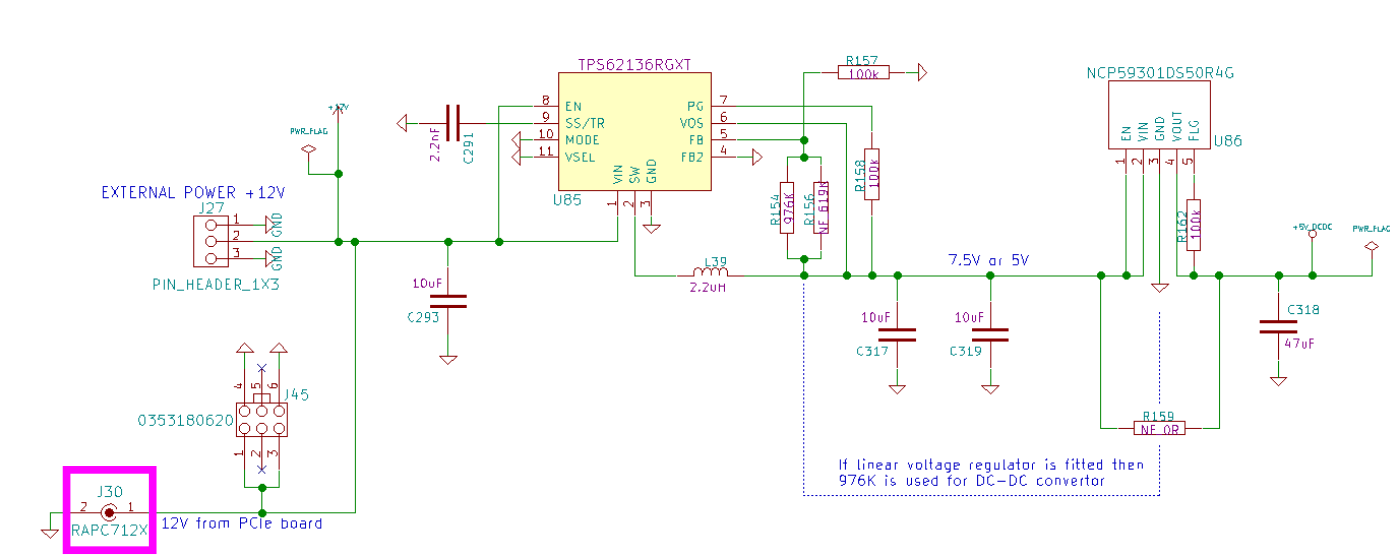 TPS62136RGXT
R157
100k
NCP59301DS50R4G
+12V
PWR_FLAG
2.2nF
C291
8 EN
9 SS/TR
10 MODE
11 VSEL
PG 7
VOS 6
FB 5
FB2 4
VIN
SW
GND
1
2
3
U85
EN
VIN
GND
VOUT
FLG
1
2
3
4
5
U86
EXTERNAL POWER +12V
J27
1
2
3
GND
GND
PIN_HEADER_1X3
R154
976K
R156
NF_619K
R158
100k
R162
100k
+5V_DCDC
PWR_FLAG
L39
2.2uH
7.5V or 5V
10uF
C293
10uF
C317
10uF
C319
C318
47uF
4
5
6
J45
0353180620
1
2
3
R159
NF_0R
If linear voltage regulator is fitted then
976K is used for DC-DC convertor
J30
2
1
RAPC712X
12V from PCIe board